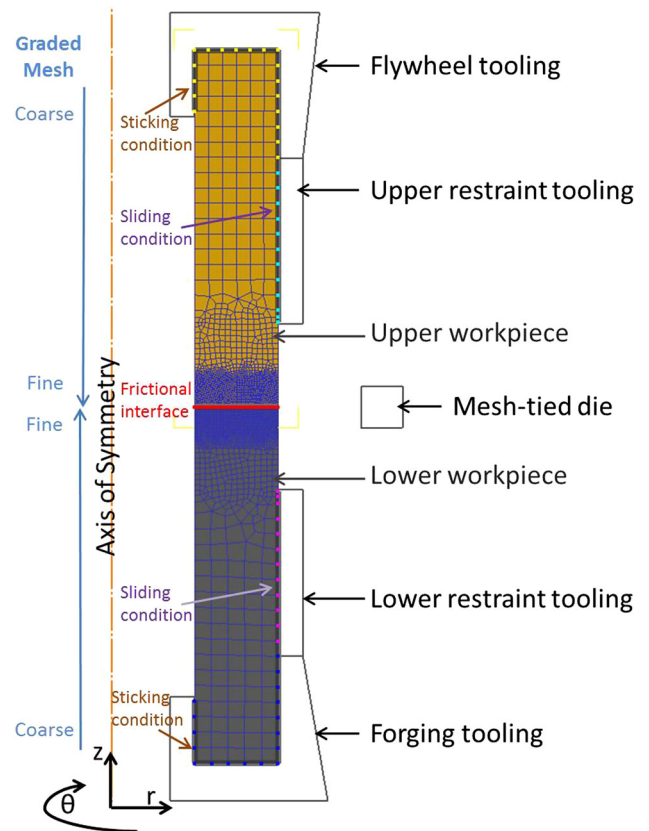 Graded
Mesh
Coarse
Flywheel tooling
Sticking
condition
Upper restraint tooling
Sliding
condition
Upper workpiece
Fine
Frictional
interface
Fine
Mesh-tied die
Axis of Symmetry
Lower workpiece
Sliding
condition
Lower restraint tooling
Sticking
condition
Coarse
Forging tooling
z
r
θ